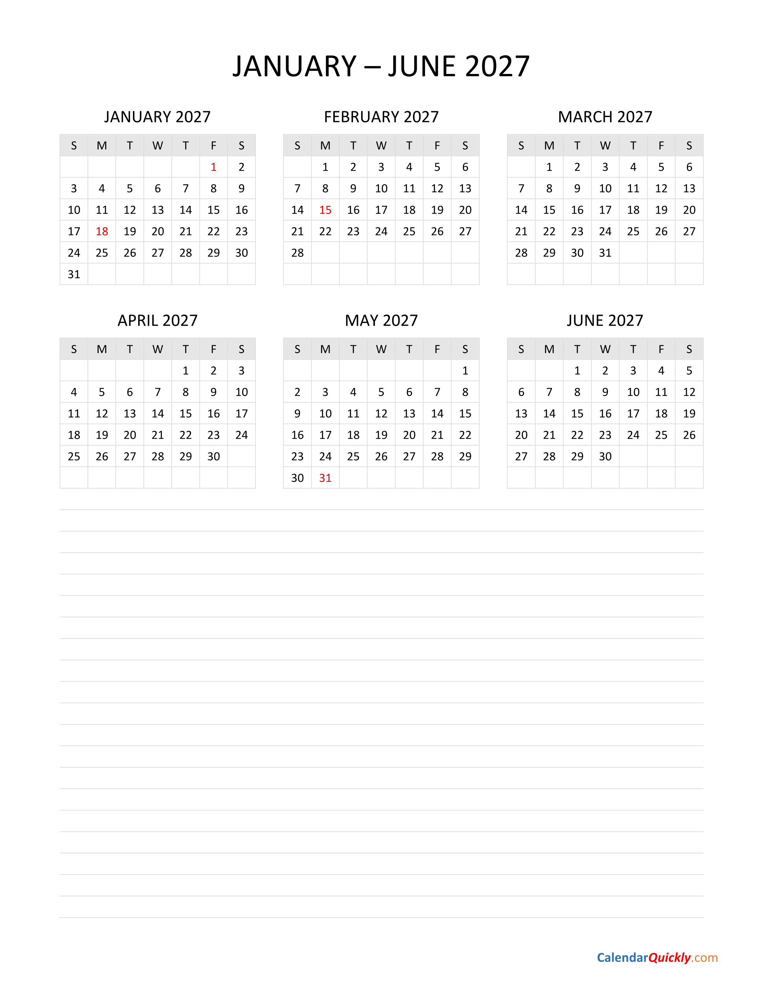 JANUARY – JUNE 2027
JANUARY 2027 FEBRUARY 2027 MARCH 2027
S M T W T F S S M T W T F S S M T W T F S
1 2 1 2 3 4 5 6 1 2 3 4 5 6
3 4 5 6 7 8 9 7 8 9 10 11 12 13 7 8 9 10 11 12 13
10 11 12 13 14 15 16 14 15 16 17 18 19 20 14 15 16 17 18 19 20
17 18 19 20 21 22 23 21 22 23 24 25 26 27 21 22 23 24 25 26 27
24 25 26 27 28 29 30 28 28 29 30 31
31
APRIL 2027 MAY 2027 JUNE 2027
S M T W T F S S M T W T F S S M T W T F S
1 2 3 1 1 2 3 4 5
4 5 6 7 8 9 10 2 3 4 5 6 7 8 6 7 8 9 10 11 12
11 12 13 14 15 16 17 9 10 11 12 13 14 15 13 14 15 16 17 18 19
18 19 20 21 22 23 24 16 17 18 19 20 21 22 20 21 22 23 24 25 26
25 26 27 28 29 30 23 24 25 26 27 28 29 27 28 29 30
30 31
CalendarQuickly.com